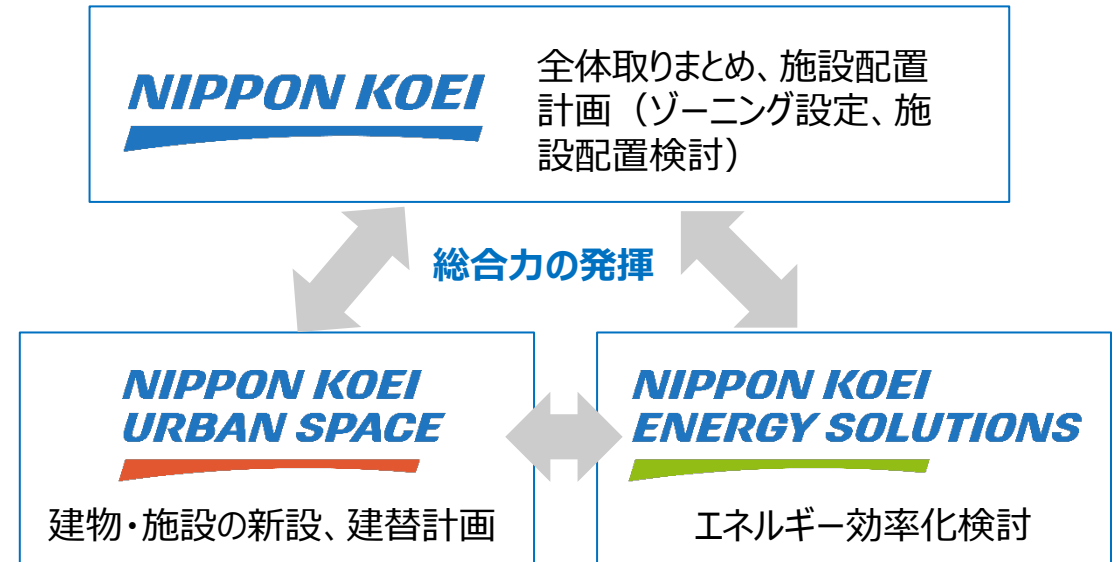 NIPPON KOEI
全体取りまとめ、施設配置
計画（ゾーニング設定、施
設配置検討）
総合力の発揮
NIPPON KOEI
URBAN SPACE
建物・施設の新設、建替計画
NIPPON KOEI
ENERGY SOLUTIONS
エネルギー効率化検討